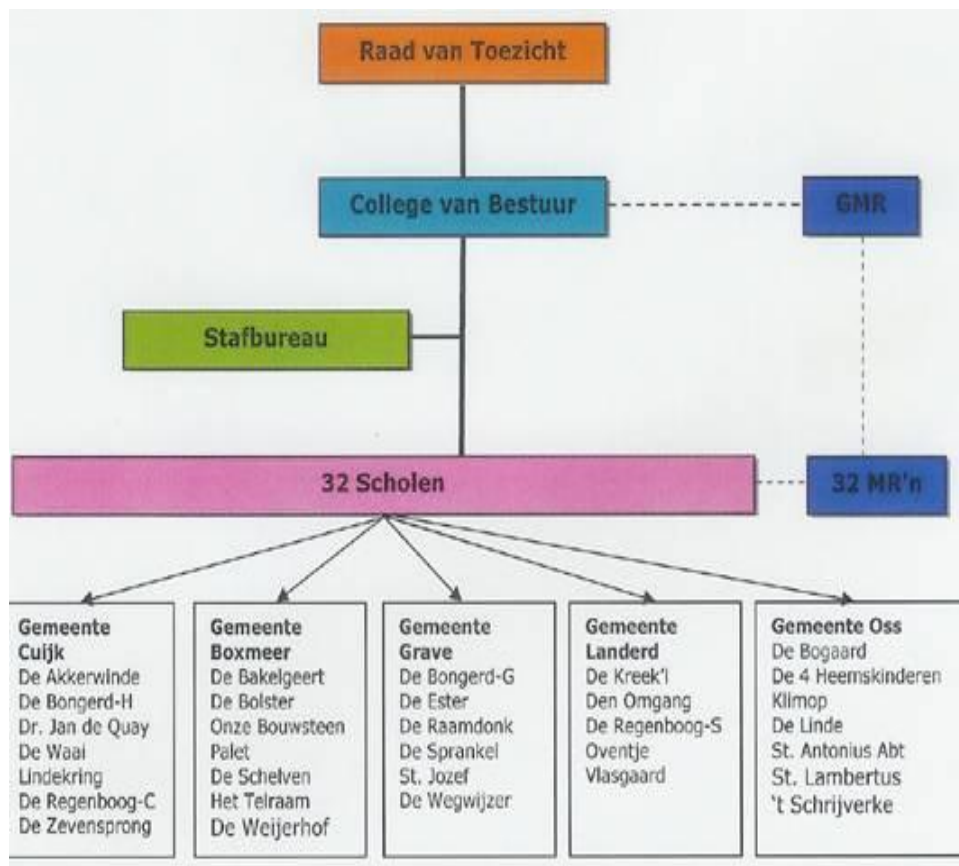 Raad van Toezicht
College van Bestuur
GMR
Stafbureau
32 Scholen
32 MR'n
Gemeente
Cuijk
De Akkerwinde
De Bongerd-H
Dr. Jan de Quay
De Waai
Lindekring
De Regenboog-C
De Zevensprong
Gemeente
Boxmeer
De Bakelgeert
De Bolster
Onze Bouwsteen
Palet
De Schelven
Het Telraam
De Weijerhof
Gemeente
Grave
De Bongerd-G
De Ester
De Raamdonk
De Sprankel
St. Jozef
De Wegwijzer
Gemeente
Landerd
De Kreek'l
Den Omgang
De Regenboog-S
Oventje
Vlasgaard
Gemeente Oss
De Bogaard
De 4 Heemskinderen
Klimop
De Linde
St. Antonius Abt
St. Lambertus
't Schrijverke